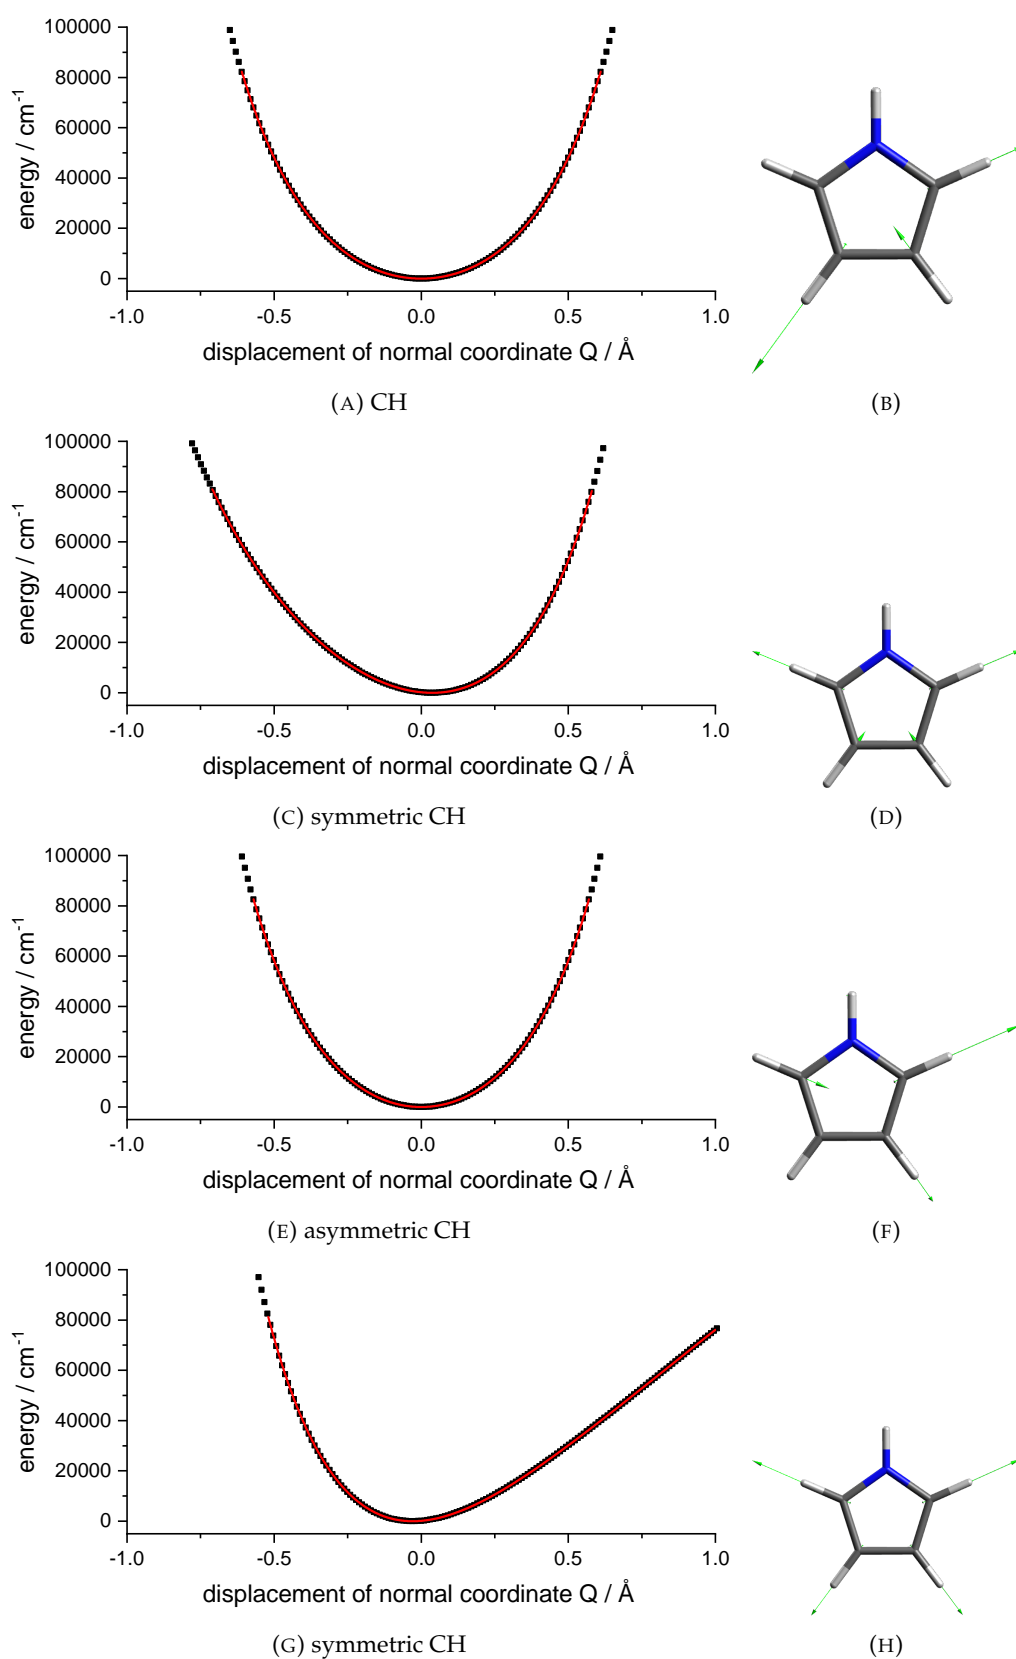 100000
80000
60000
40000
20000
0
energy / cm-1
-1.0 -0.5 0.0 0.5 1.0
displacement of normal coordinate Q / Å
(A) CH
(B)
100000
80000
60000
40000
20000
0
energy / cm-1
-1.0 -0.5 0.0 0.5 1.0
displacement of normal coordinate Q / Å
(C) symmetric CH
(D)
100000
80000
60000
40000
20000
0
energy / cm-1
-1.0 -0.5 0.0 0.5 1.0
displacement of normal coordinate Q / Å
(E) asymmetric CH
(F)
100000
80000
60000
40000
20000
0
energy / cm-1
-1.0 -0.5 0.0 0.5 1.0
displacement of normal coordinate Q / Å
(G) symmetric CH
(H)